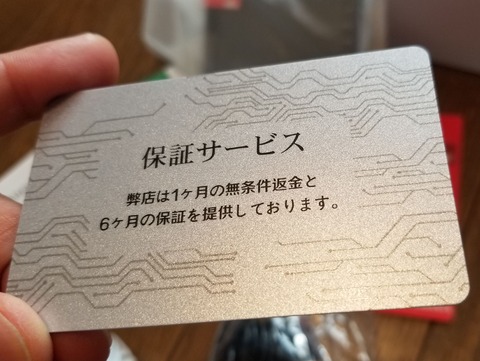 保証サービス
弊店は1ヶ月の無条件返金と
6ヶ月の保証を提供しております。